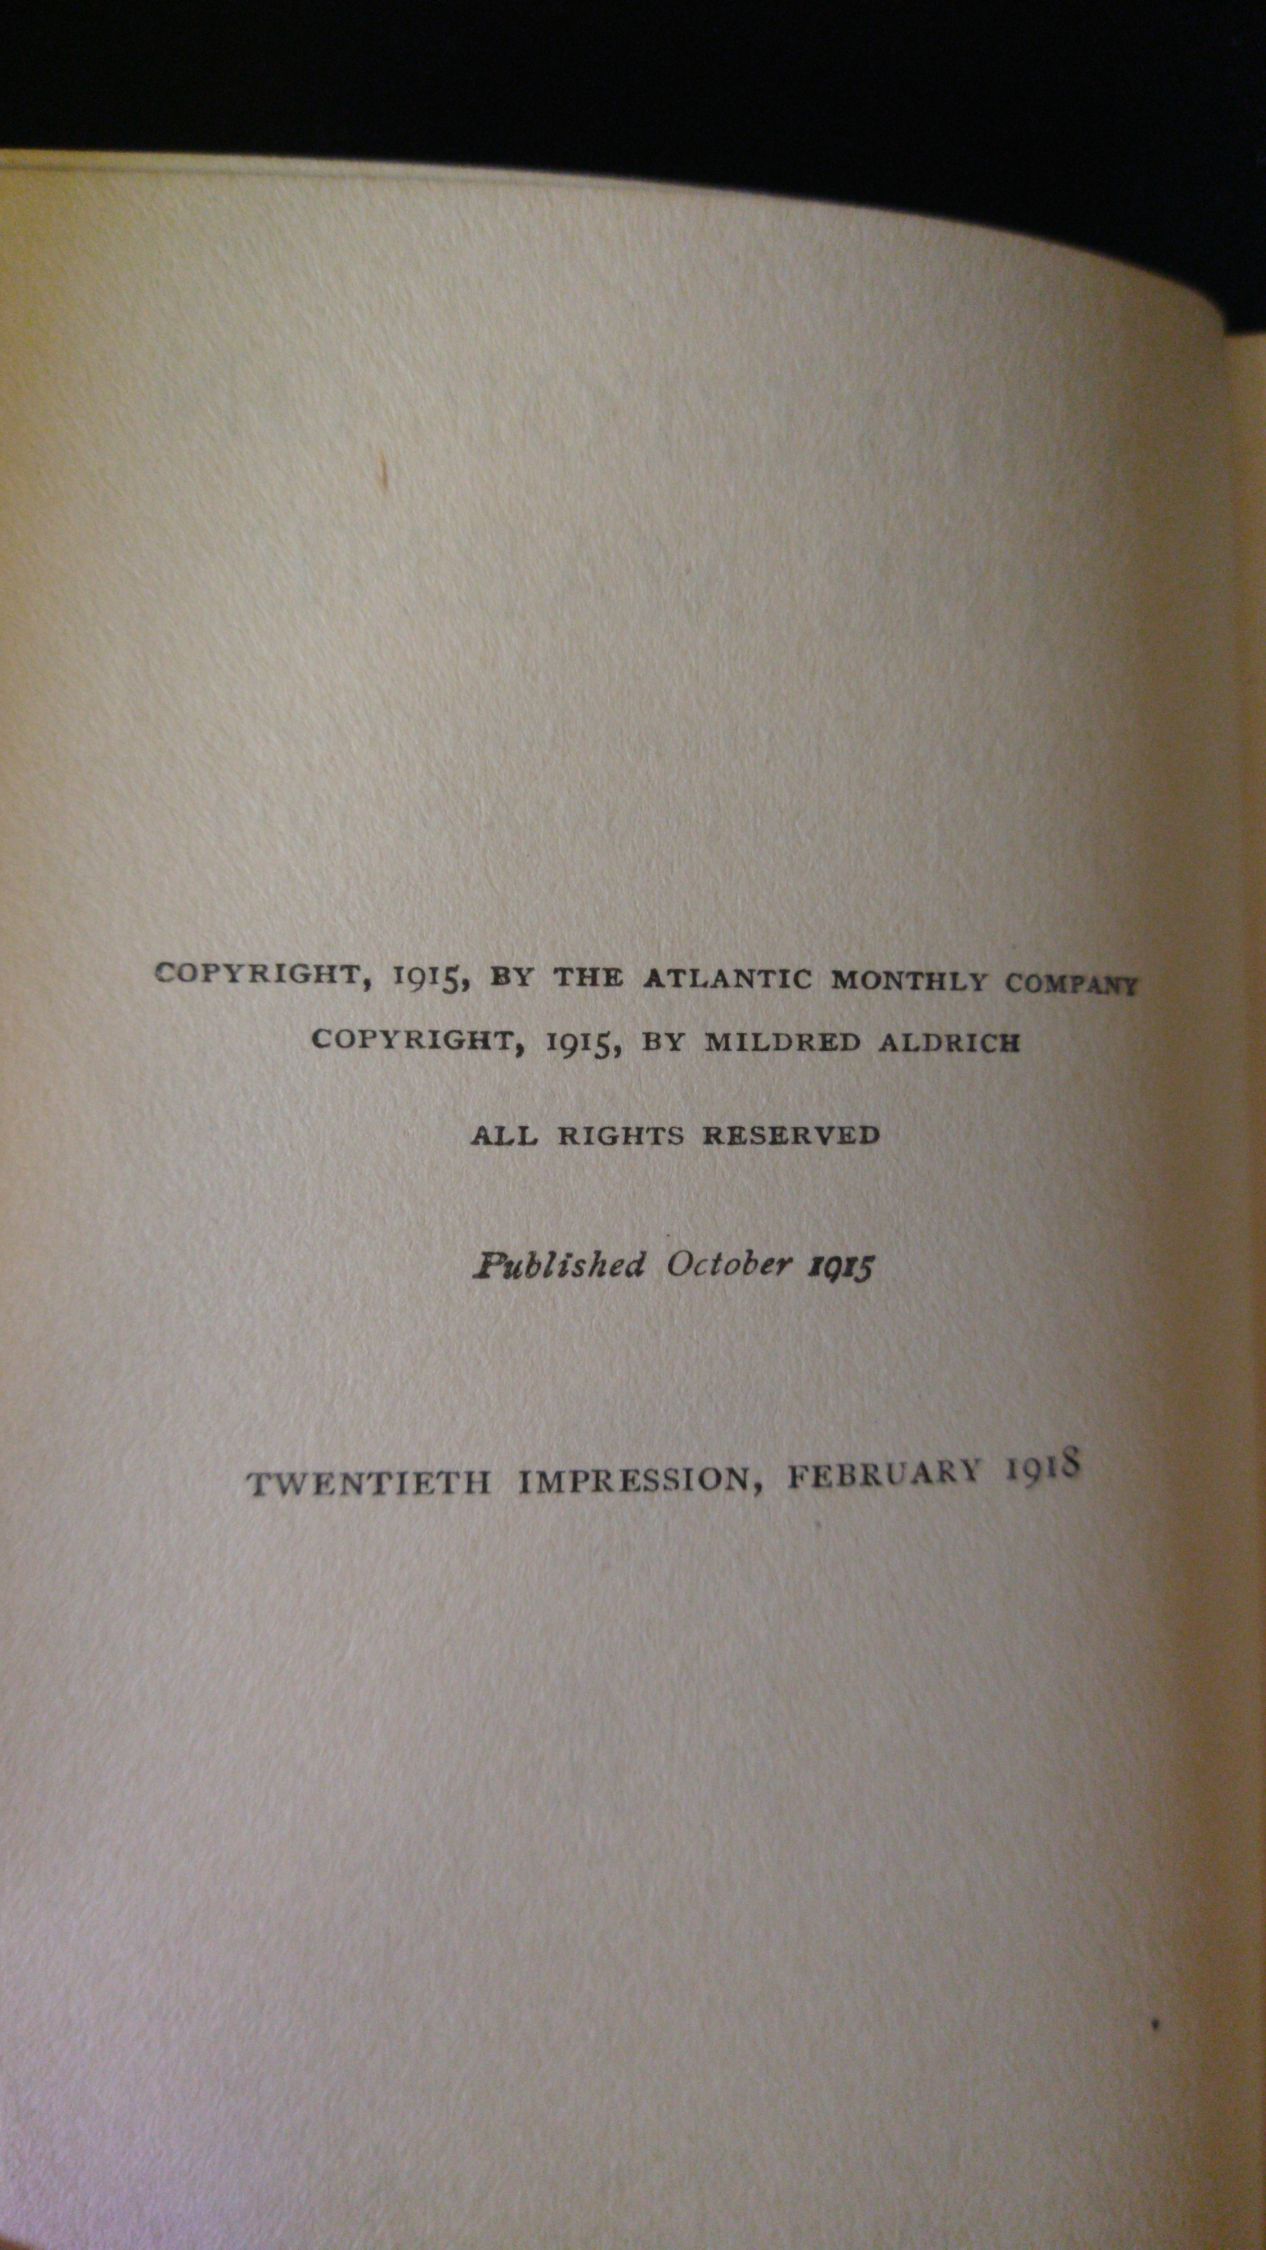 COPYRIGHT, 1915, BY THE ATLANTIC MONTHLY COMPANY
COPYRIGHT, 1915, BY MILDRED ALDRICH
ALL RIGHTS RESERVED
Published October 1915
TWENTIETH IMPRESSION, FEBRUARY 1918